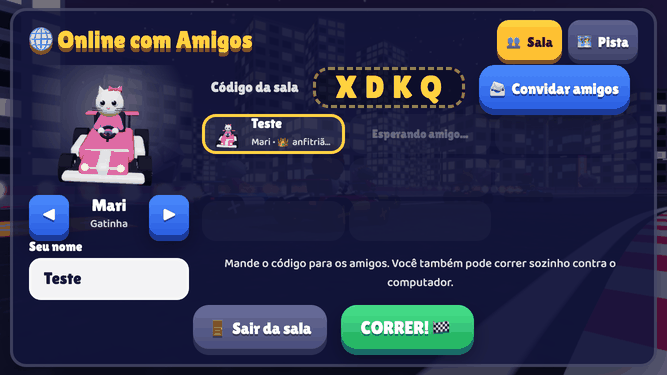 Online com Amigos
Sala
Pista
Código da sala
XDKQ
Convidar amigos
Teste
Mari • anfitriã...
Esperando amigo...
Mari
Gatinha
Seu nome
Teste
Mande o código para os amigos. Você também pode correr sozinho contra o
computador.
Sair da sala
CORRER!